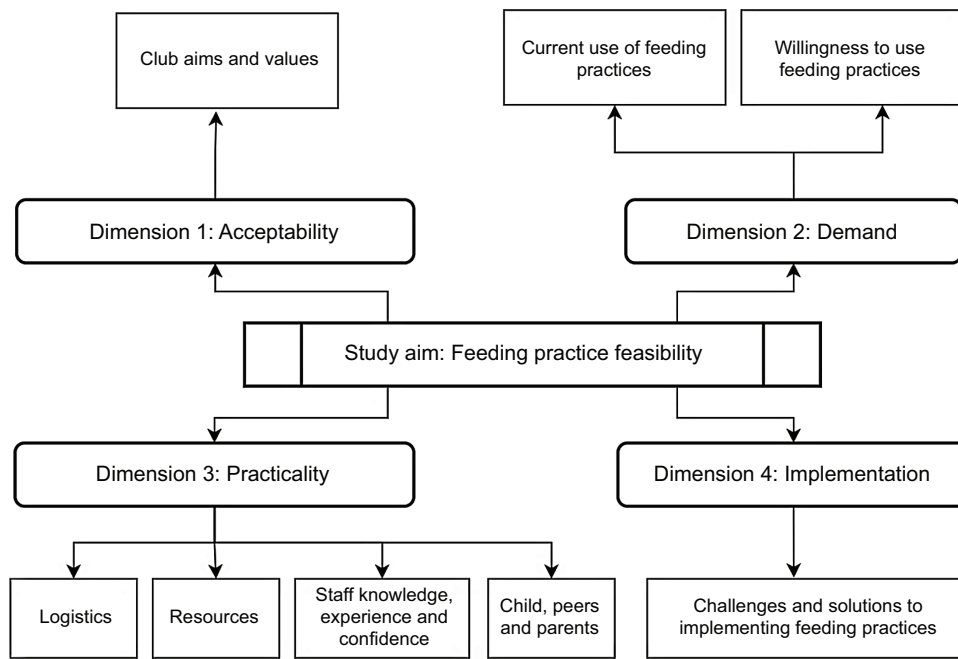 Club aims and values
Current use of feeding
practices
Willingness to use
feeding practices
Dimension 1: Acceptability
Dimension 2: Demand
Study aim: Feeding practice feasibility
Dimension 3: Practicality
Dimension 4: Implementation
Logistics
Resources
Staff knowledge,
experience and
confidence
Child, peers
and parents
Challenges and solutions to
implementing feeding practices